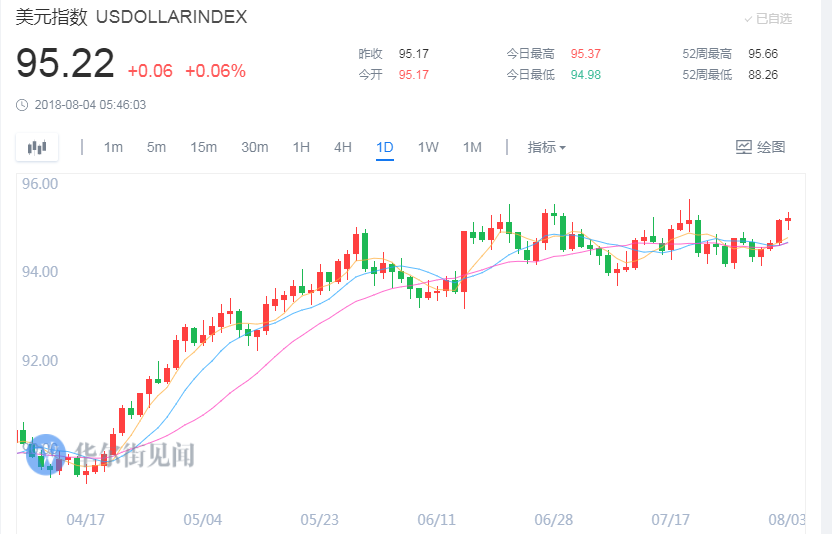 美元指数 USDOLLARINDEX
✓ 已自选
95.22 +0.06 +0.06%
昨收 95.17 今日最高 95.37 52周最高 95.66
今开 95.17 今日最低 94.98 52周最低 88.26
2018-08-04 05:46:03
1m 5m 15m 30m 1H 4H 1D 1W 1M 指标 绘图
96.00
94.00
92.00
华尔街见闻
04/17 05/04 05/23 06/11 06/28 07/17 08/03